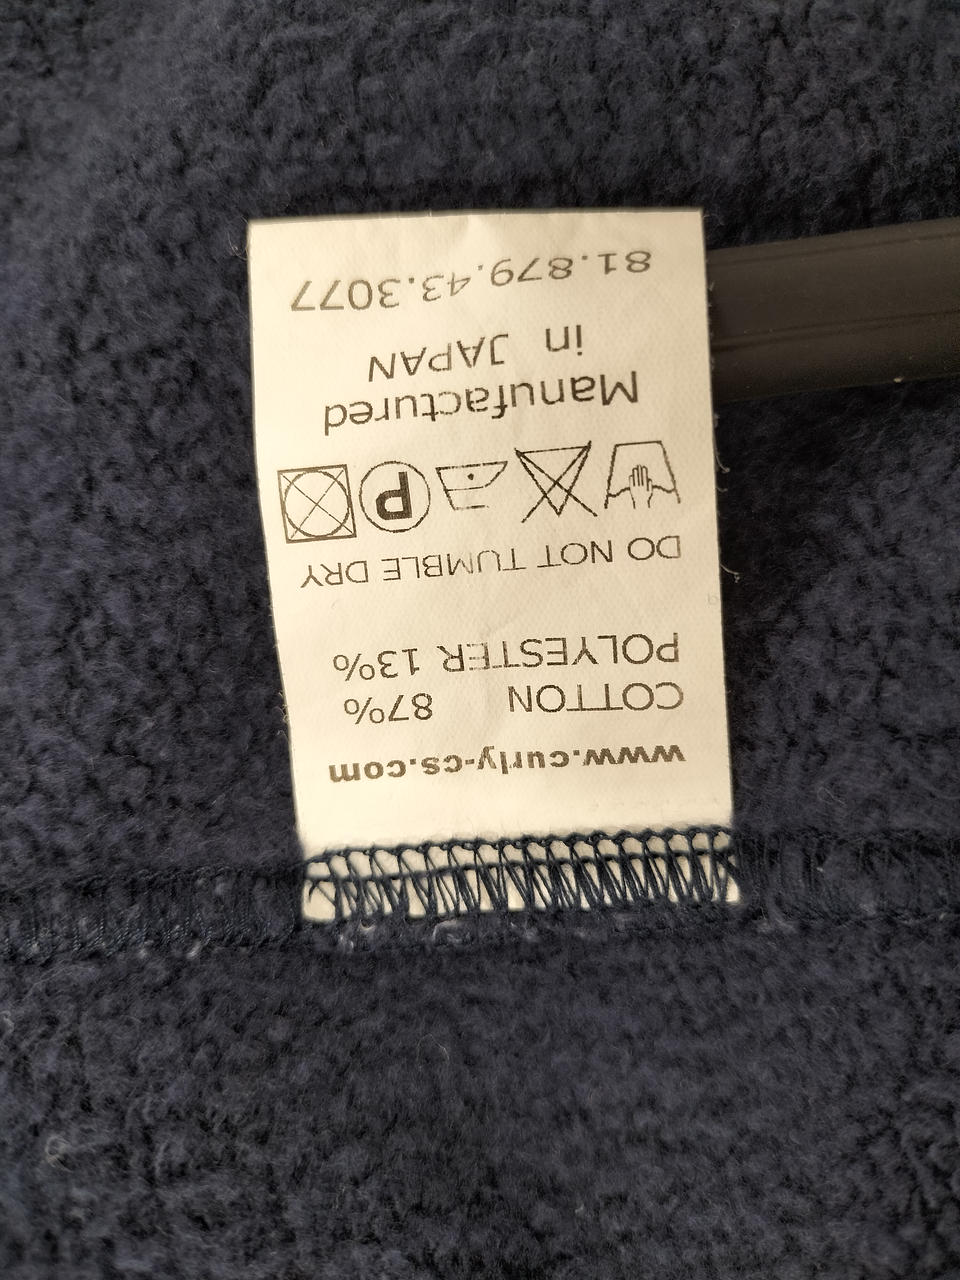 www.curly-cs.com
COTTON 87%
POLYESTER 13%
DO NOT TUMBLE DRY
P
Manufactured
in JAPAN
81.879.43.3077